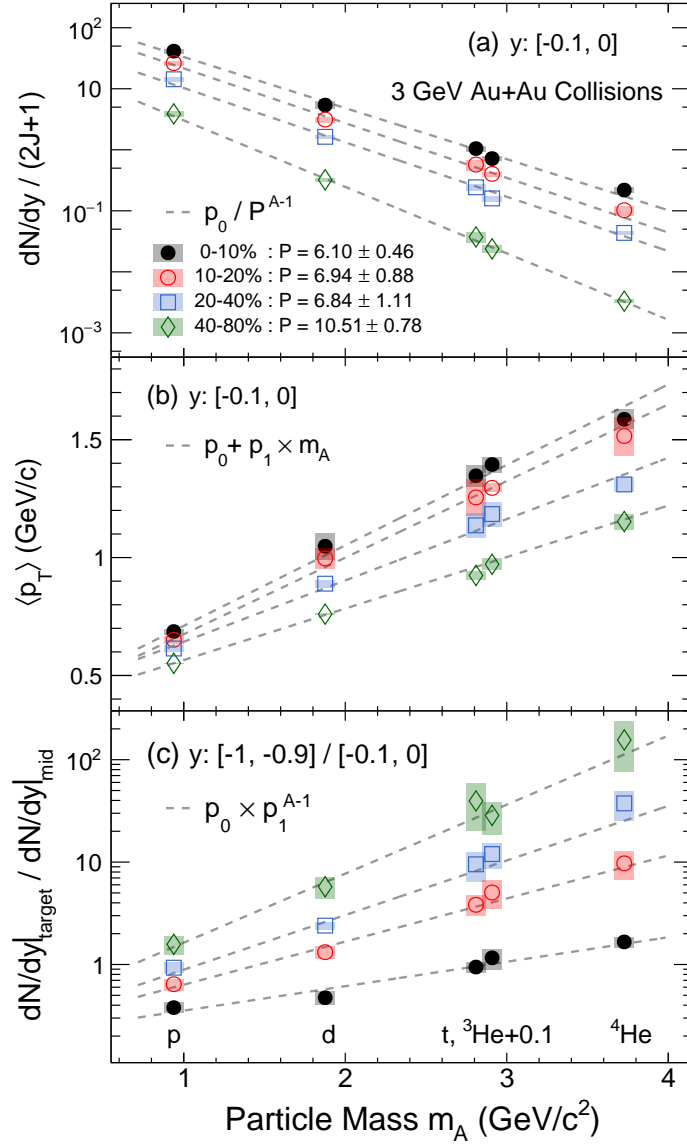 10²
10
10⁻¹
10⁻³
dN/dy / (2J+1)
(a) y: [-0.1, 0]
3 GeV Au+Au Collisions
p₀ / P^{A-1}
0-10% : P = 6.10 ± 0.46
10-20% : P = 6.94 ± 0.88
20-40% : P = 6.84 ± 1.11
40-80% : P = 10.51 ± 0.78
(b) y: [-0.1, 0]
p₀ + p₁ × m_A
1.5
1
0.5
⟨p_T⟩ (GeV/c)
(c) y: [-1, -0.9] / [-0.1, 0]
p₀ × p₁^{A-1}
10²
10
1
dN/dy|_target / dN/dy|_mid
p d t, ³He+0.1 ⁴He
1 2 3 4
Particle Mass m_A (GeV/c²)